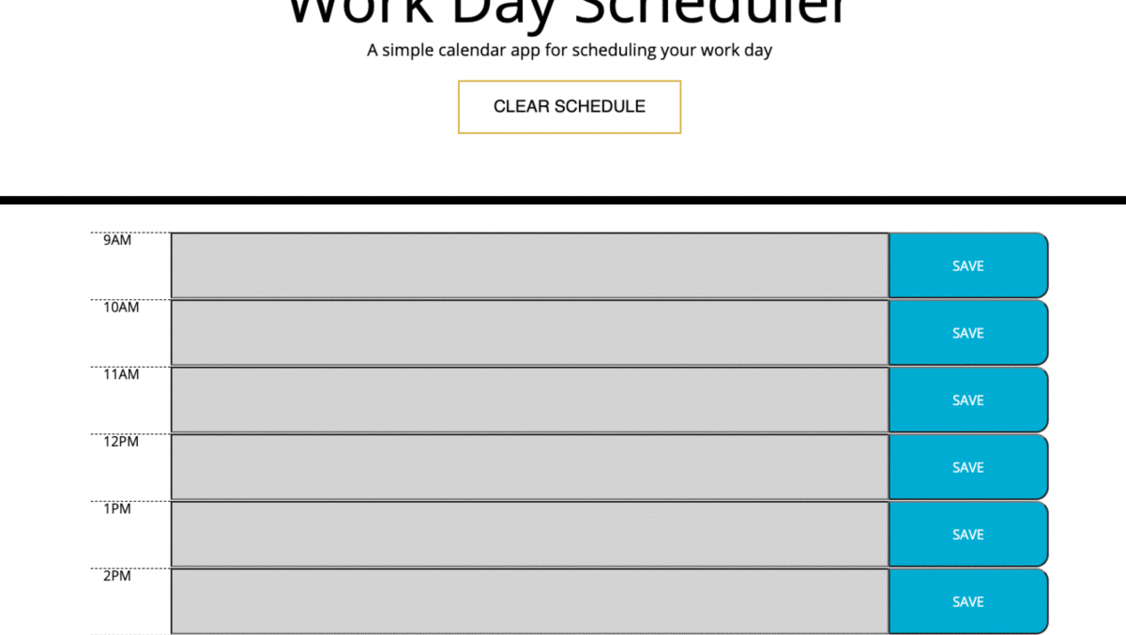 Work Day Scheduler
A simple calendar app for scheduling your work day
CLEAR SCHEDULE
9AM
SAVE
10AM
SAVE
11AM
SAVE
12PM
SAVE
1PM
SAVE
2PM
SAVE